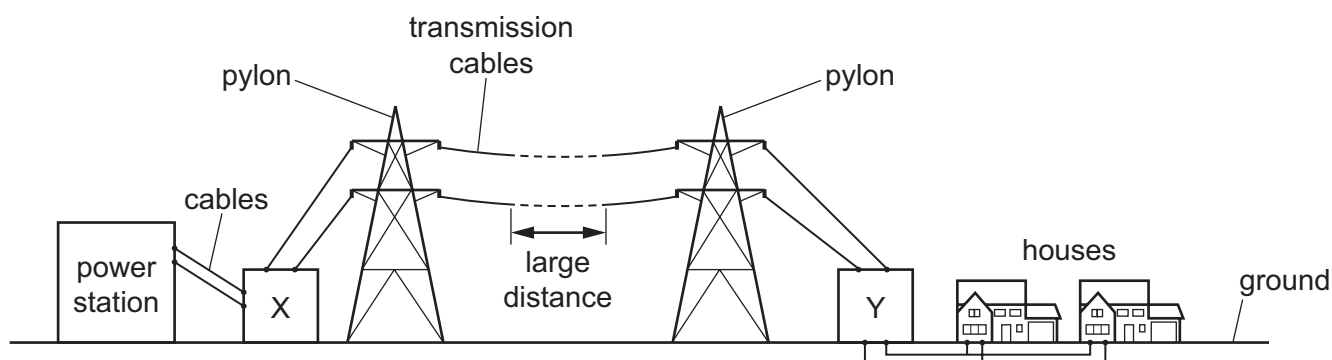 transmission
cables
pylon
pylon
cables
power
station
X
large
distance
Y
houses
ground